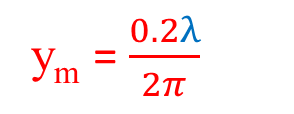 yₘ = 0.2λ / 2π